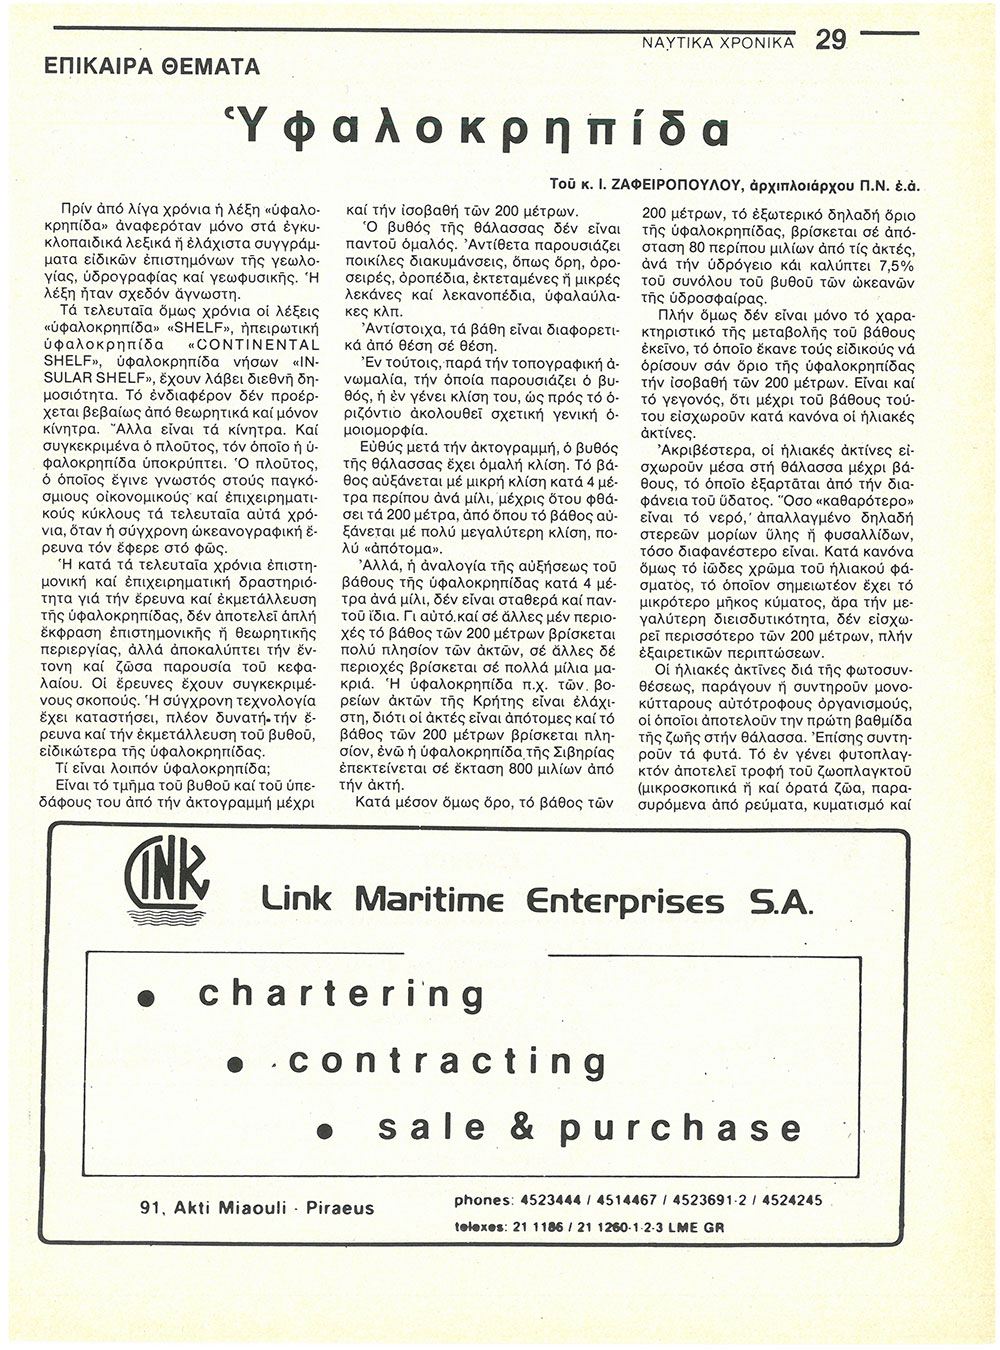 ΝΑΥΤΙΚΑ ΧΡΟΝΙΚΑ 29
ΕΠΙΚΑΙΡΑ ΘΕΜΑΤΑ
Ὑφαλοκρηπίδα
Τοῦ κ. Ι. ΖΑΦΕΙΡΟΠΟΥΛΟΥ, ἀρχιπλοιάρχου Π.Ν. ἐ.ἀ.
Πρίν ἀπό λίγα χρόνια ἡ λέξη «ὑφαλο-
κρηπίδα» ἀναφερόταν μόνο στά ἐγκυ-
κλοπαιδικά λεξικά ἤ ἐλάχιστα συγγράμ-
ματα εἰδικῶν ἐπιστημόνων τῆς γεωλο-
γίας, ὑδρογραφίας καί γεωφυσικῆς. Ἡ
λέξη ἦταν σχεδόν ἄγνωστη.
Τά τελευταῖα ὅμως χρόνια οἱ λέξεις
«ὑφαλοκρηπίδα» «SHELF», ἠπειρωτική
ὑφαλοκρηπίδα «CONTINENTAL
SHELF», ὑφαλοκρηπίδα νήσων «IN-
SULAR SHELF», ἔχουν λάβει διεθνῆ δη-
μοσιότητα. Τό ἐνδιαφέρον δέν προέρ-
χεται βεβαίως ἀπό θεωρητικά καί μόνον
κίνητρα. Ἄλλα εἶναι τά κίνητρα. Καί
συγκεκριμένα ὁ πλοῦτος, τόν ὁποῖο ἡ ὑ-
φαλοκρηπίδα ὑποκρύπτει. Ὁ πλοῦτος,
ὁ ὁποῖος ἔγινε γνωστός στούς παγκό-
σμιους οἰκονομικούς καί ἐπιχειρηματι-
κούς κύκλους τά τελευταῖα αὐτά χρό-
νια, ὅταν ἡ σύγχρονη ὠκεανογραφική ἔ-
ρευνα τόν ἔφερε στό φῶς.
Ἡ κατά τά τελευταῖα χρόνια ἐπιστη-
μονική καί ἐπιχειρηματική δραστηριό-
τητα γιά τήν ἔρευνα καί ἐκμετάλλευση
τῆς ὑφαλοκρηπίδας, δέν ἀποτελεῖ ἁπλῆ
ἔκφραση ἐπιστημονικῆς ἤ θεωρητικῆς
περιεργίας, ἀλλά ἀποκαλύπτει τήν ἔν-
τονη καί ζῶσα παρουσία τοῦ κεφα-
λαίου. Οἱ ἔρευνες ἔχουν συγκεκριμέ-
νους σκοπούς. Ἡ σύγχρονη τεχνολογία
ἔχει καταστήσει, πλέον δυνατή τήν ἔ-
ρευνα καί τήν ἐκμετάλλευση τοῦ βυθοῦ,
εἰδικώτερα τῆς ὑφαλοκρηπίδας.
Τί εἶναι λοιπόν ὑφαλοκρηπίδα;
Εἶναι τό τμῆμα τοῦ βυθοῦ καί τοῦ ὑπε-
δάφους του ἀπό τήν ἀκτογραμμή μέχρι
καί τήν ἰσοβαθῆ τῶν 200 μέτρων.
Ὁ βυθός τῆς θάλασσας δέν εἶναι
παντοῦ ὁμαλός. Ἀντίθετα παρουσιάζει
ποικίλες διακυμάνσεις, ὅπως ὄρη, ὀρο-
σειρές, ὀροπέδια, ἐκτεταμένες ἤ μικρές
λεκάνες καί λεκανοπέδια, ὑφαλαύλα-
κες κλπ.
Ἀντίστοιχα, τά βάθη εἶναι διαφορετι-
κά ἀπό θέση σέ θέση.
Ἐν τούτοις, παρά τήν τοπογραφική ἀ-
νωμαλία, τήν ὁποία παρουσιάζει ὁ βυ-
θός, ἡ ἐν γένει κλίση του, ὡς πρός τό ὁ-
ριζόντιο ἀκολουθεῖ σχετική γενική ὁ-
μοιομορφία.
Εὐθύς μετά τήν ἀκτογραμμή, ὁ βυθός
τῆς θάλασσας ἔχει ὁμαλή κλίση. Τό βά-
θος αὐξάνεται μέ μικρή κλίση κατά 4 μέ-
τρα περίπου ἀνά μίλι, μέχρις ὅτου φθά-
σει τά 200 μέτρα, ἀπό ὅπου τό βάθος αὐ-
ξάνεται μέ πολύ μεγαλύτερη κλίση, πο-
λύ «ἀπότομα».
Ἀλλά, ἡ ἀναλογία τῆς αὐξήσεως τοῦ
βάθους τῆς ὑφαλοκρηπίδας κατά 4 μέ-
τρα ἀνά μίλι, δέν εἶναι σταθερά καί παν-
τοῦ ἴδια. Γι αὐτό καί σέ ἄλλες μέν περιο-
χές τό βάθος τῶν 200 μέτρων βρίσκεται
πολύ πλησίον τῶν ἀκτῶν, σέ ἄλλες δέ
περιοχές βρίσκεται σέ πολλά μίλια μα-
κριά. Ἡ ὑφαλοκρηπίδα π.χ. τῶν βο-
ρείων ἀκτῶν τῆς Κρήτης εἶναι ἐλάχι-
στη, διότι οἱ ἀκτές εἶναι ἀπότομες καί τό
βάθος τῶν 200 μέτρων βρίσκεται πλη-
σίον, ἐνῶ ἡ ὑφαλοκρηπίδα τῆς Σιβηρίας
ἐπεκτείνεται σέ ἔκταση 800 μιλίων ἀπό
τήν ἀκτή.
Κατά μέσον ὅμως ὅρο, τό βάθος τῶν
200 μέτρων, τό ἐξωτερικό δηλαδή ὅριο
τῆς ὑφαλοκρηπίδας, βρίσκεται σέ ἀπό-
σταση 80 περίπου μιλίων ἀπό τίς ἀκτές,
ἀνά τήν ὑδρόγειο κάι καλύπτει 7,5%
τοῦ συνόλου τοῦ βυθοῦ τῶν ὠκεανῶν
τῆς ὑδροσφαίρας.
Πλήν ὅμως δέν εἶναι μόνο τό χαρα-
κτηριστικό τῆς μεταβολῆς τοῦ βάθους
ἐκεῖνο, τό ὁποῖο ἔκανε τούς εἰδικούς νά
ὁρίσουν σάν ὅριο τῆς ὑφαλοκρηπίδας
τήν ἰσοβαθῆ τῶν 200 μέτρων. Εἶναι καί
τό γεγονός, ὅτι μέχρι τοῦ βάθους τού-
του εἰσχωροῦν κατά κανόνα οἱ ἡλιακές
ἀκτίνες.
Ἀκριβέστερα, οἱ ἡλιακές ἀκτίνες εἰ-
σχωροῦν μέσα στή θάλασσα μέχρι βά-
θους, τό ὁποῖο ἐξαρτᾶται ἀπό τήν δια-
φάνεια τοῦ ὕδατος. Ὅσο «καθαρότερο»
εἶναι τό νερό, ἀπαλλαγμένο δηλαδή
στερεῶν μορίων ὕλης ἤ φυσαλλίδων,
τόσο διαφανέστερο εἶναι. Κατά κανόνα
ὅμως τό ἰῶδες χρῶμα τοῦ ἡλιακοῦ φά-
σματος, τό ὁποῖον σημειωτέον ἔχει τό
μικρότερο μῆκος κύματος, ἄρα τήν με-
γαλύτερη διεισδυτικότητα, δέν εἰσχω-
ρεῖ περισσότερο τῶν 200 μέτρων, πλήν
ἐξαιρετικῶν περιπτώσεων.
Οἱ ἡλιακές ἀκτῖνες διά τῆς φωτοσυν-
θέσεως, παράγουν ἤ συντηροῦν μονο-
κύτταρους αὐτότροφους ὀργανισμούς,
οἱ ὁποῖοι ἀποτελοῦν την πρώτη βαθμίδα
τῆς ζωῆς στήν θάλασσα. Ἐπίσης συντη-
ροῦν τά φυτά. Τό ἐν γένει φυτοπλαγ-
κτόν ἀποτελεῖ τροφή τοῦ ζωοπλαγκτοῦ
(μικροσκοπικά ἤ καί ὁρατά ζῶα, παρα-
συρόμενα ἀπό ρεύματα, κυματισμό καί
LINK
Link Maritime Enterprises S.A.
• chartering
• contracting
• sale & purchase
91, Akti Miaouli - Piraeus
phones: 4523444 / 4514467 / 4523691-2 / 4524245
telexes: 21 1186 / 21 1260-1-2-3 LME GR